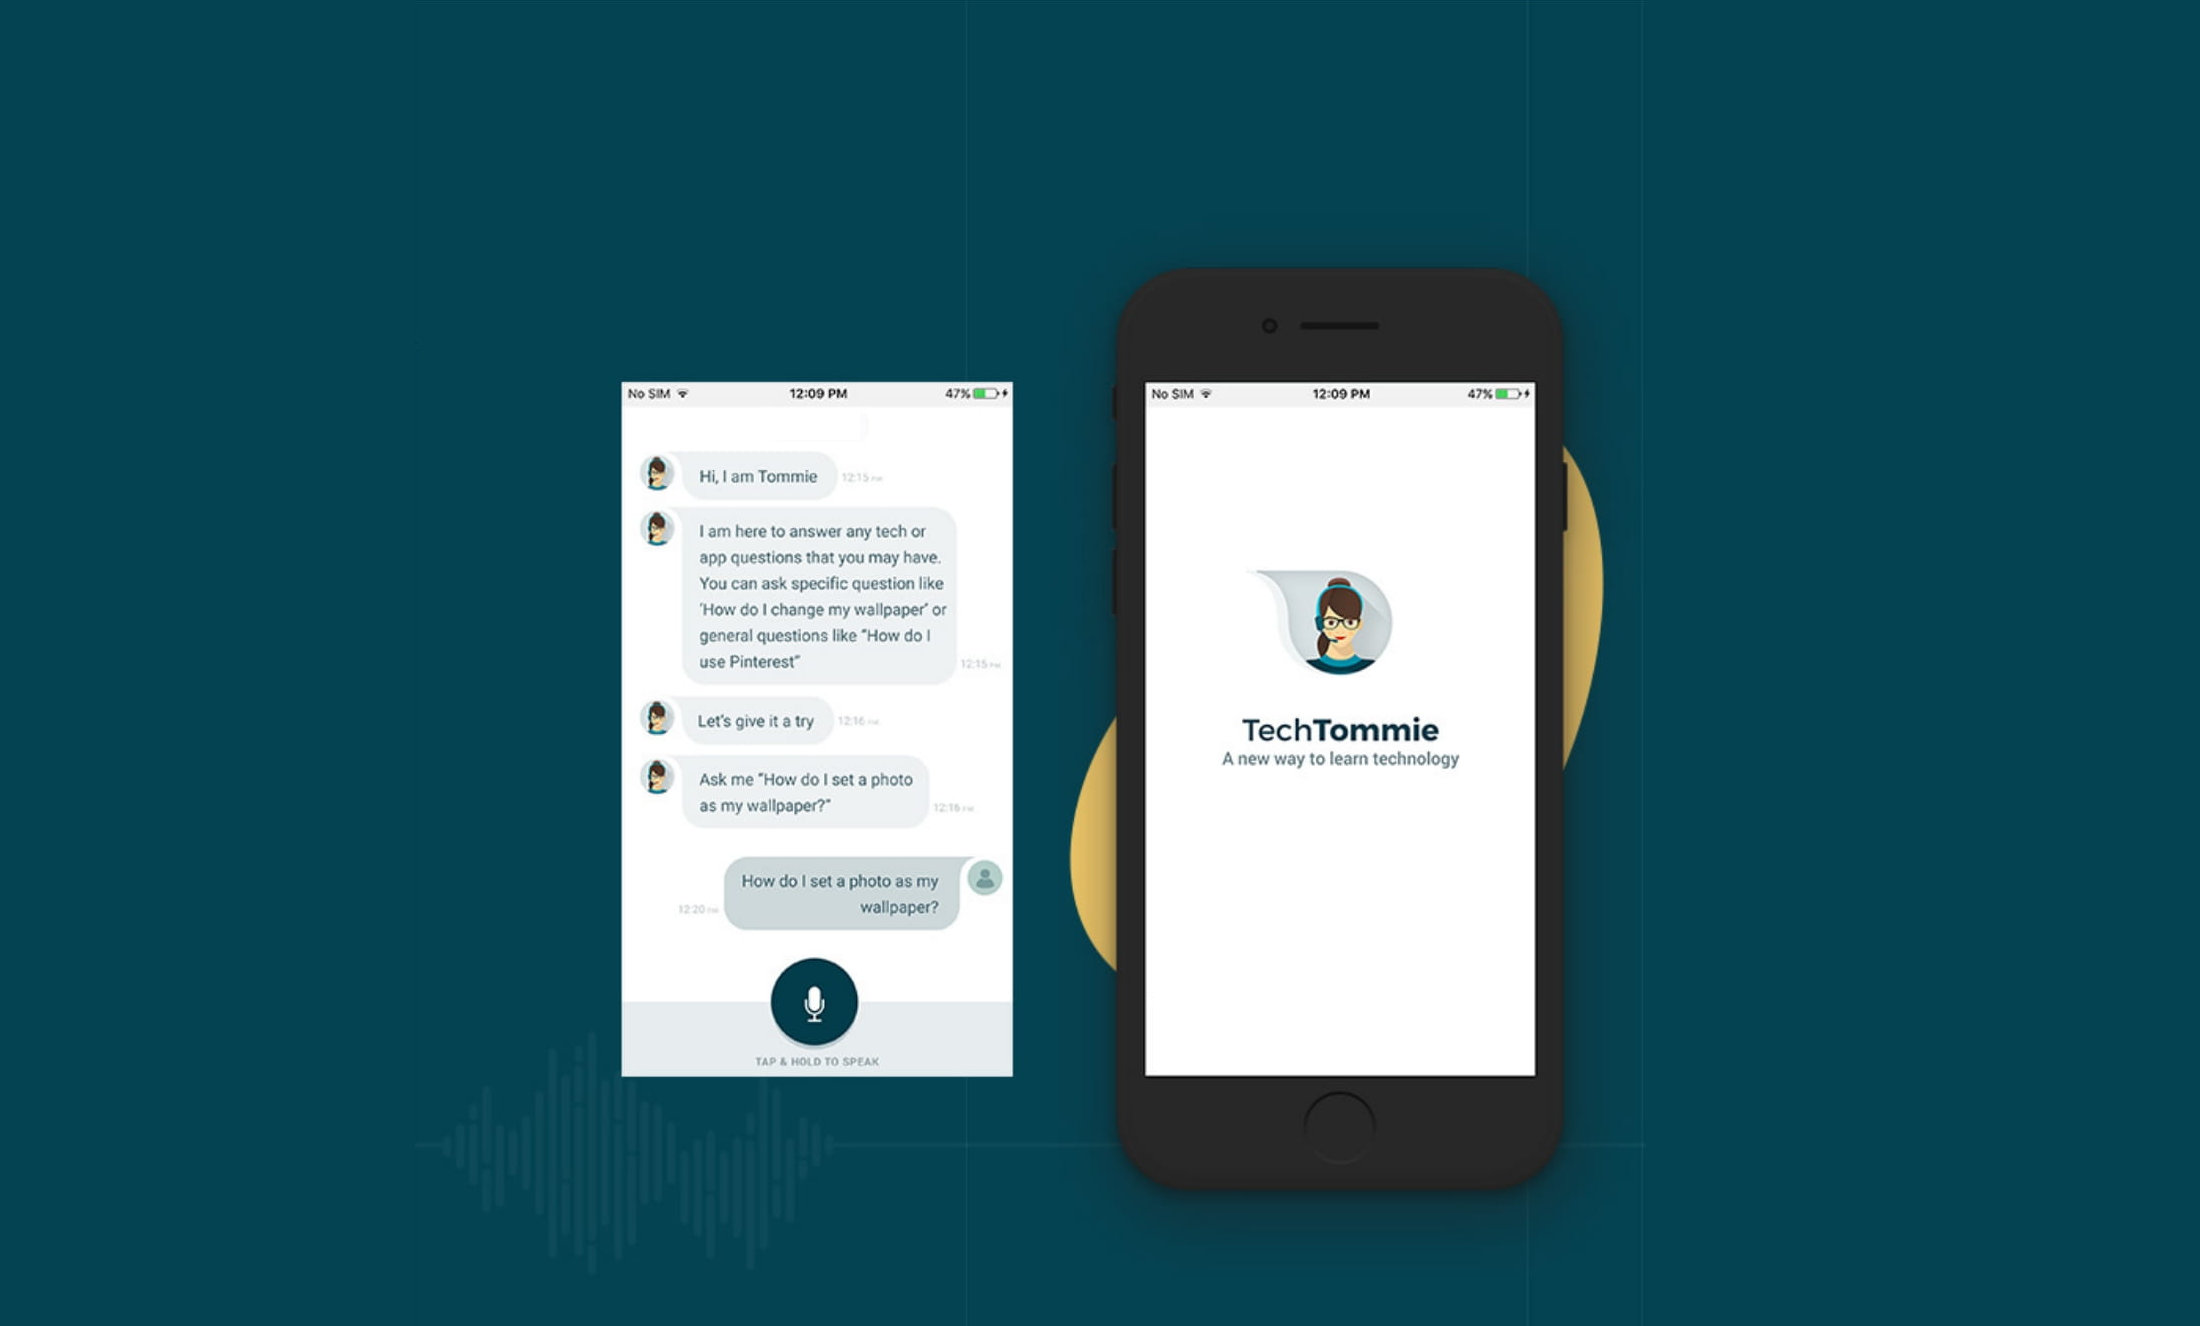 No SIM 12:09 PM 47%
Hi, I am Tommie 12:15 PM
I am here to answer any tech or
app questions that you may have.
You can ask specific question like
‘How do I change my wallpaper’ or
general questions like “How do I
use Pinterest” 12:15 PM
Let’s give it a try 12:16 PM
Ask me “How do I set a photo
as my wallpaper?” 12:16 PM
How do I set a photo as my
wallpaper?
12:20 PM
TAP & HOLD TO SPEAK
No SIM 12:09 PM 47%
TechTommie
A new way to learn technology